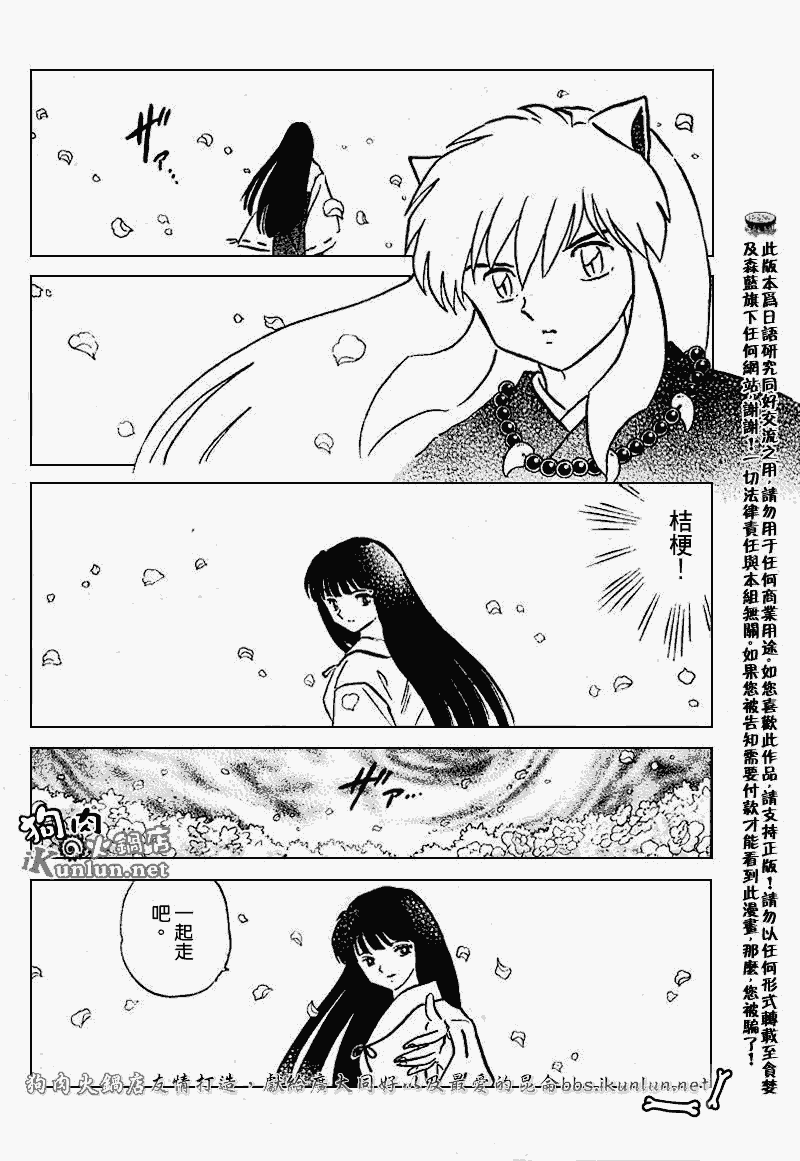 ザ
ァ…
桔梗！
ザ
ァ…
一起走
吧。
此版本爲日語研究同好交流之用，請勿用于任何商業用途。如您喜歡此作品，請支持正版！請勿以任何形式轉載至貪婪
及森藍旗下任何網站，謝謝！一切法律責任與本組無關。如果您被告知需要付款才能看到此漫畫，那麼，您被騙了！
狗肉
火鍋店
iKunlun.net
狗肉火鍋店友情打造、獻給廣大同好以及最愛的昆侖bbs.ikunlun.net